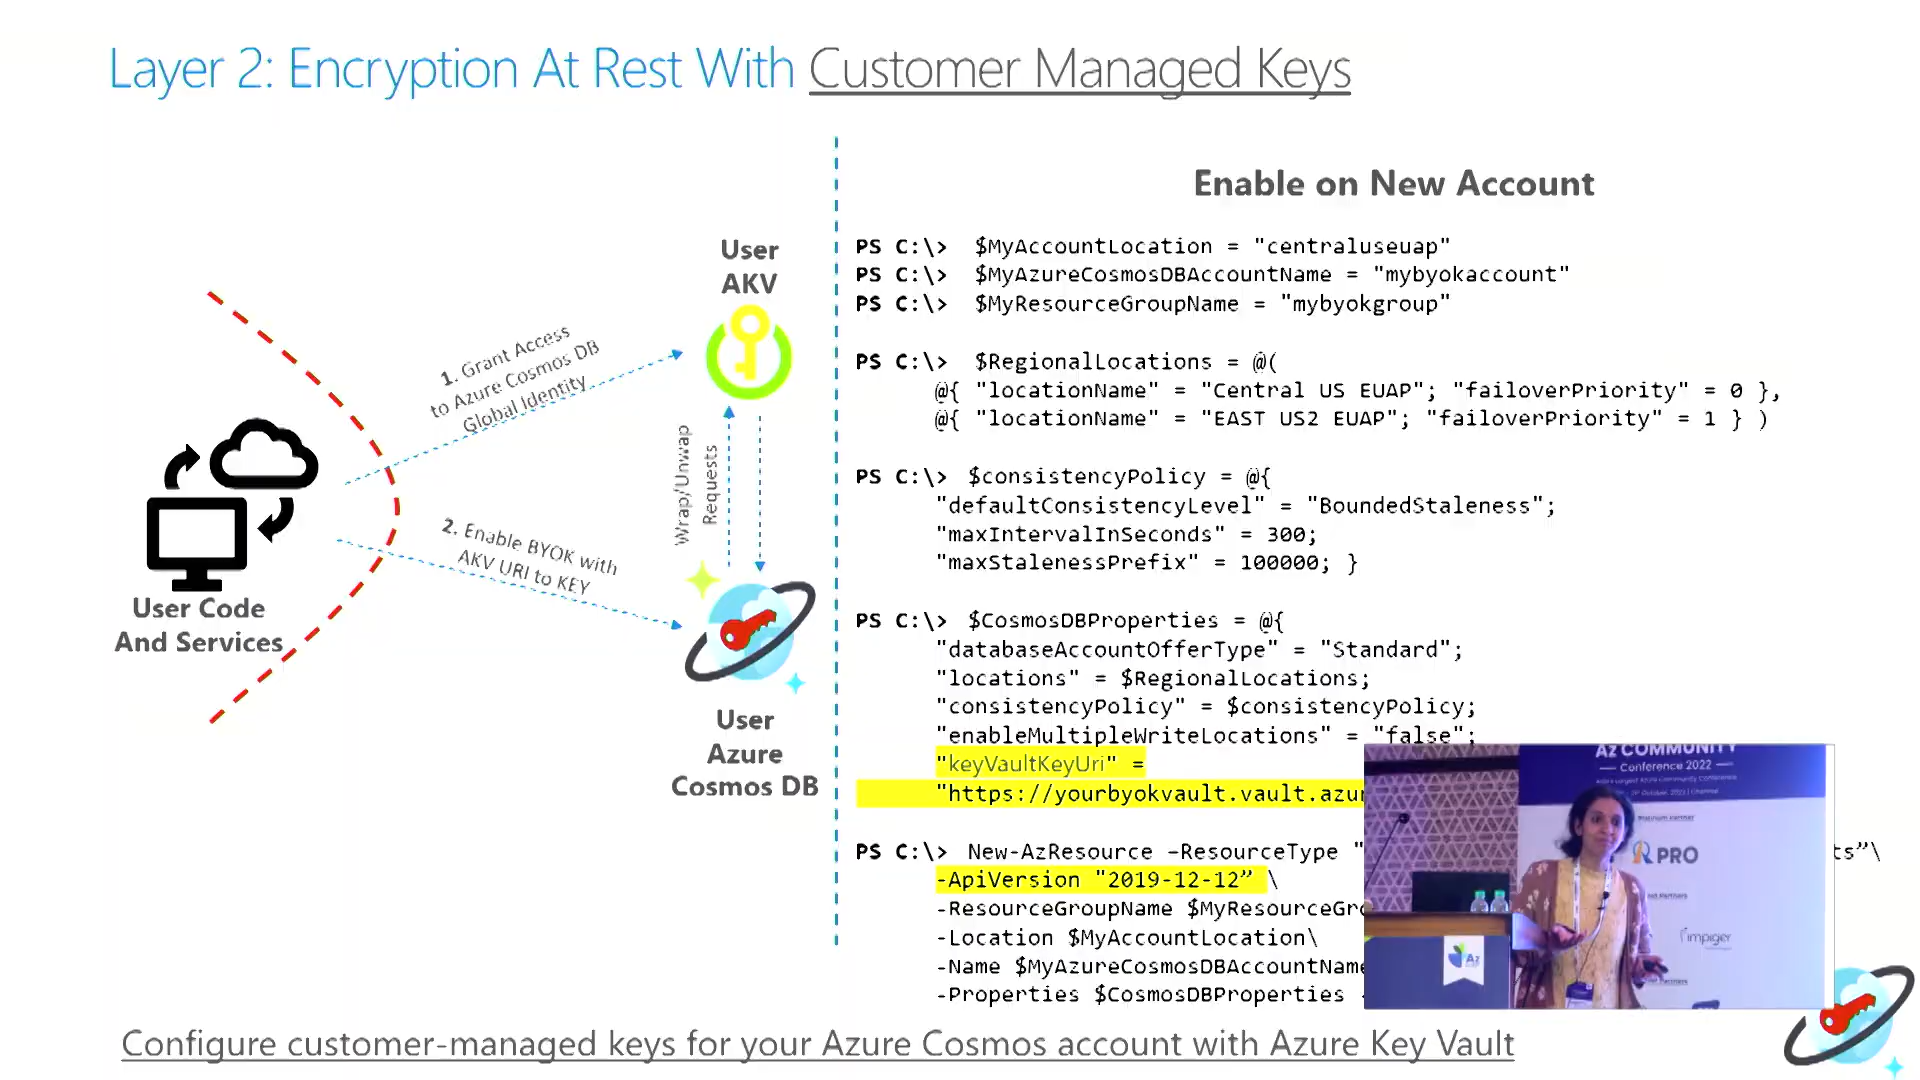 Layer 2: Encryption At Rest With Customer Managed Keys
User
AKV
1. Grant Access
to Azure Cosmos DB
Global Identity
Wrap/Unwap
Requests
2. Enable BYOK with
AKV URI to KEY
User Code
And Services
User
Azure
Cosmos DB
Enable on New Account
PS C:\> $MyAccountLocation = "centraluseuap"
PS C:\> $MyAzureCosmosDBAccountName = "mybyokaccount"
PS C:\> $MyResourceGroupName = "mybyokgroup"
PS C:\> $RegionalLocations = @(
@{ "locationName" = "Central US EUAP"; "failoverPriority" = 0 },
@{ "locationName" = "EAST US2 EUAP"; "failoverPriority" = 1 } )
PS C:\> $consistencyPolicy = @{
"defaultConsistencyLevel" = "BoundedStaleness";
"maxIntervalInSeconds" = 300;
"maxStalenessPrefix" = 100000; }
PS C:\> $CosmosDBProperties = @{
"databaseAccountOfferType" = "Standard";
"locations" = $RegionalLocations;
"consistencyPolicy" = $consistencyPolicy;
"enableMultipleWriteLocations" = "false";
"keyVaultKeyUri" =
"https://yourbyokvault.vault.azur
PS C:\> New-AzResource –ResourceType " ts”\
-ApiVersion "2019-12-12” \
-ResourceGroupName $MyResourceGro
-Location $MyAccountLocation\
-Name $MyAzureCosmosDBAccountName
-Properties $CosmosDBProperties -
AZ COMMUNITY
Conference 2022
PRO
impiger
Az
Configure customer-managed keys for your Azure Cosmos account with Azure Key Vault